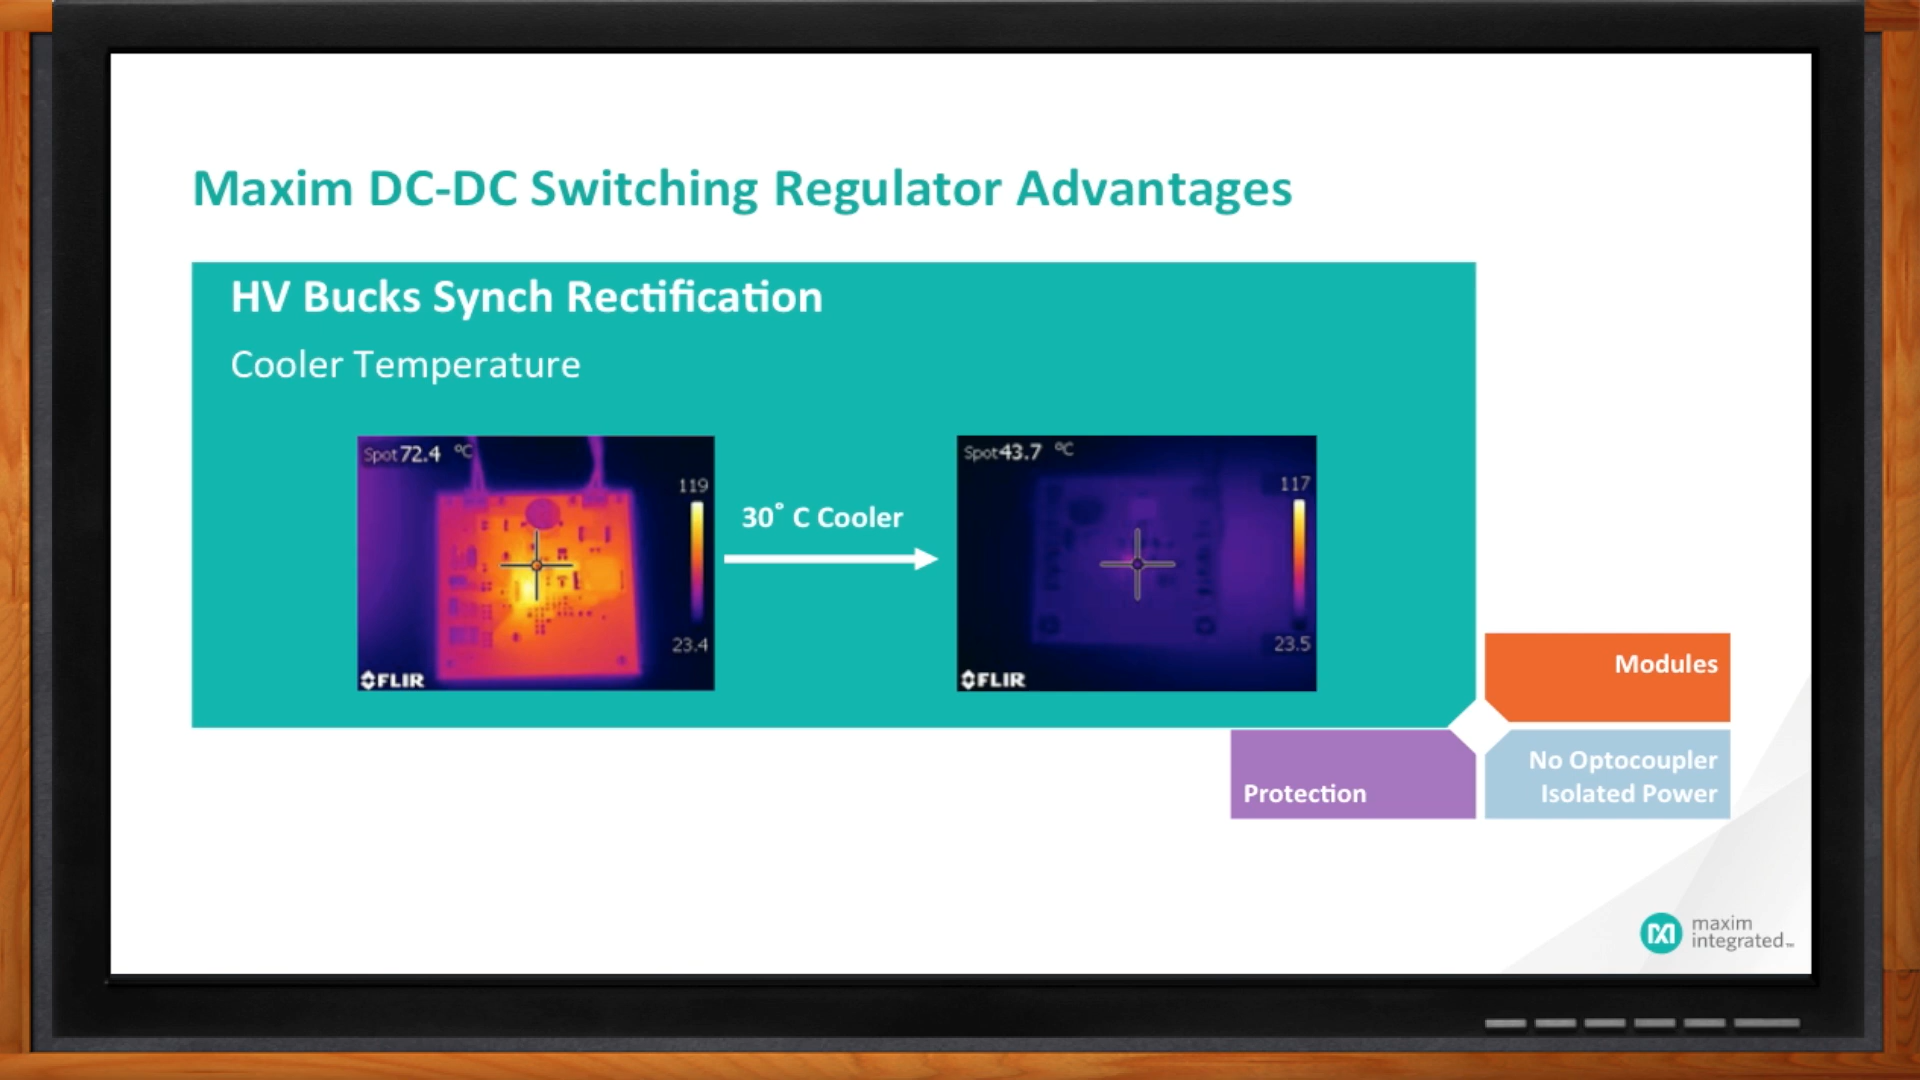 Maxim DC-DC Switching Regulator Advantages
HV Bucks Synch Rectification
Cooler Temperature
Spot 72.4 °C
119
23.4
FLIR
30° C Cooler
Spot 43.7 °C
117
23.5
FLIR
Modules
Protection
No Optocoupler
Isolated Power
maxim
integrated™